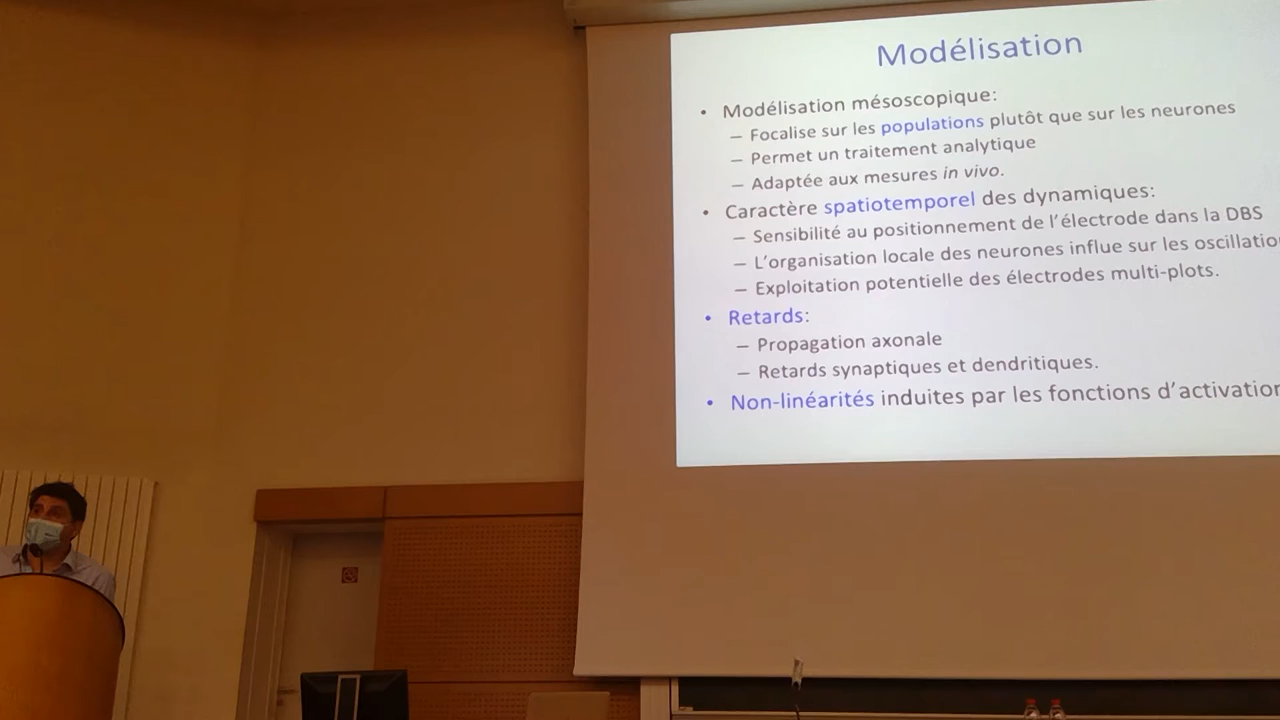 Modélisation
• Modélisation mésoscopique:
– Focalise sur les populations plutôt que sur les neurones
– Permet un traitement analytique
– Adaptée aux mesures in vivo.
• Caractère spatiotemporel des dynamiques:
– Sensibilité au positionnement de l'électrode dans la DBS
– L'organisation locale des neurones influe sur les oscillatio
– Exploitation potentielle des électrodes multi-plots.
• Retards:
– Propagation axonale
– Retards synaptiques et dendritiques.
• Non-linéarités induites par les fonctions d'activation